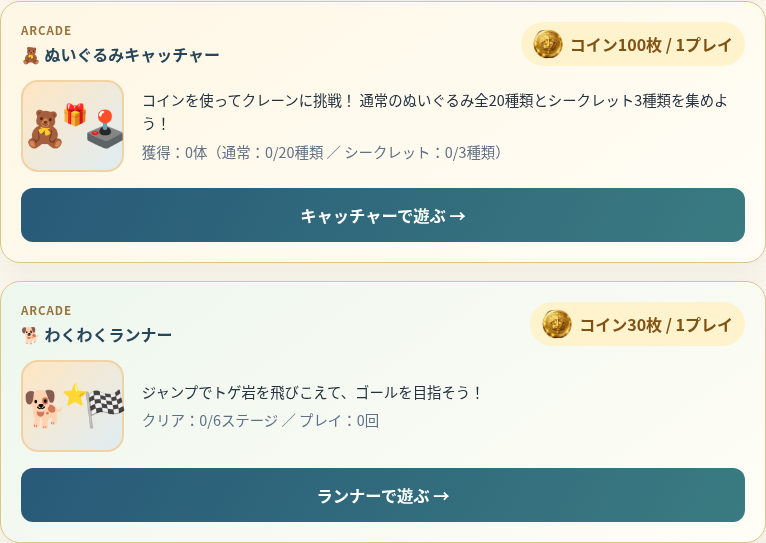 ARCADE
ぬいぐるみキャッチャー
コイン100枚 / 1プレイ
コインを使ってクレーンに挑戦！ 通常のぬいぐるみ全20種類とシークレット3種類を集めよ
う！
獲得：0体（通常：0/20種類 ／ シークレット：0/3種類）
キャッチャーで遊ぶ →
ARCADE
わくわくランナー
コイン30枚 / 1プレイ
ジャンプでトゲ岩を飛びこえて、ゴールを目指そう！
クリア：0/6ステージ ／ プレイ：0回
ランナーで遊ぶ →